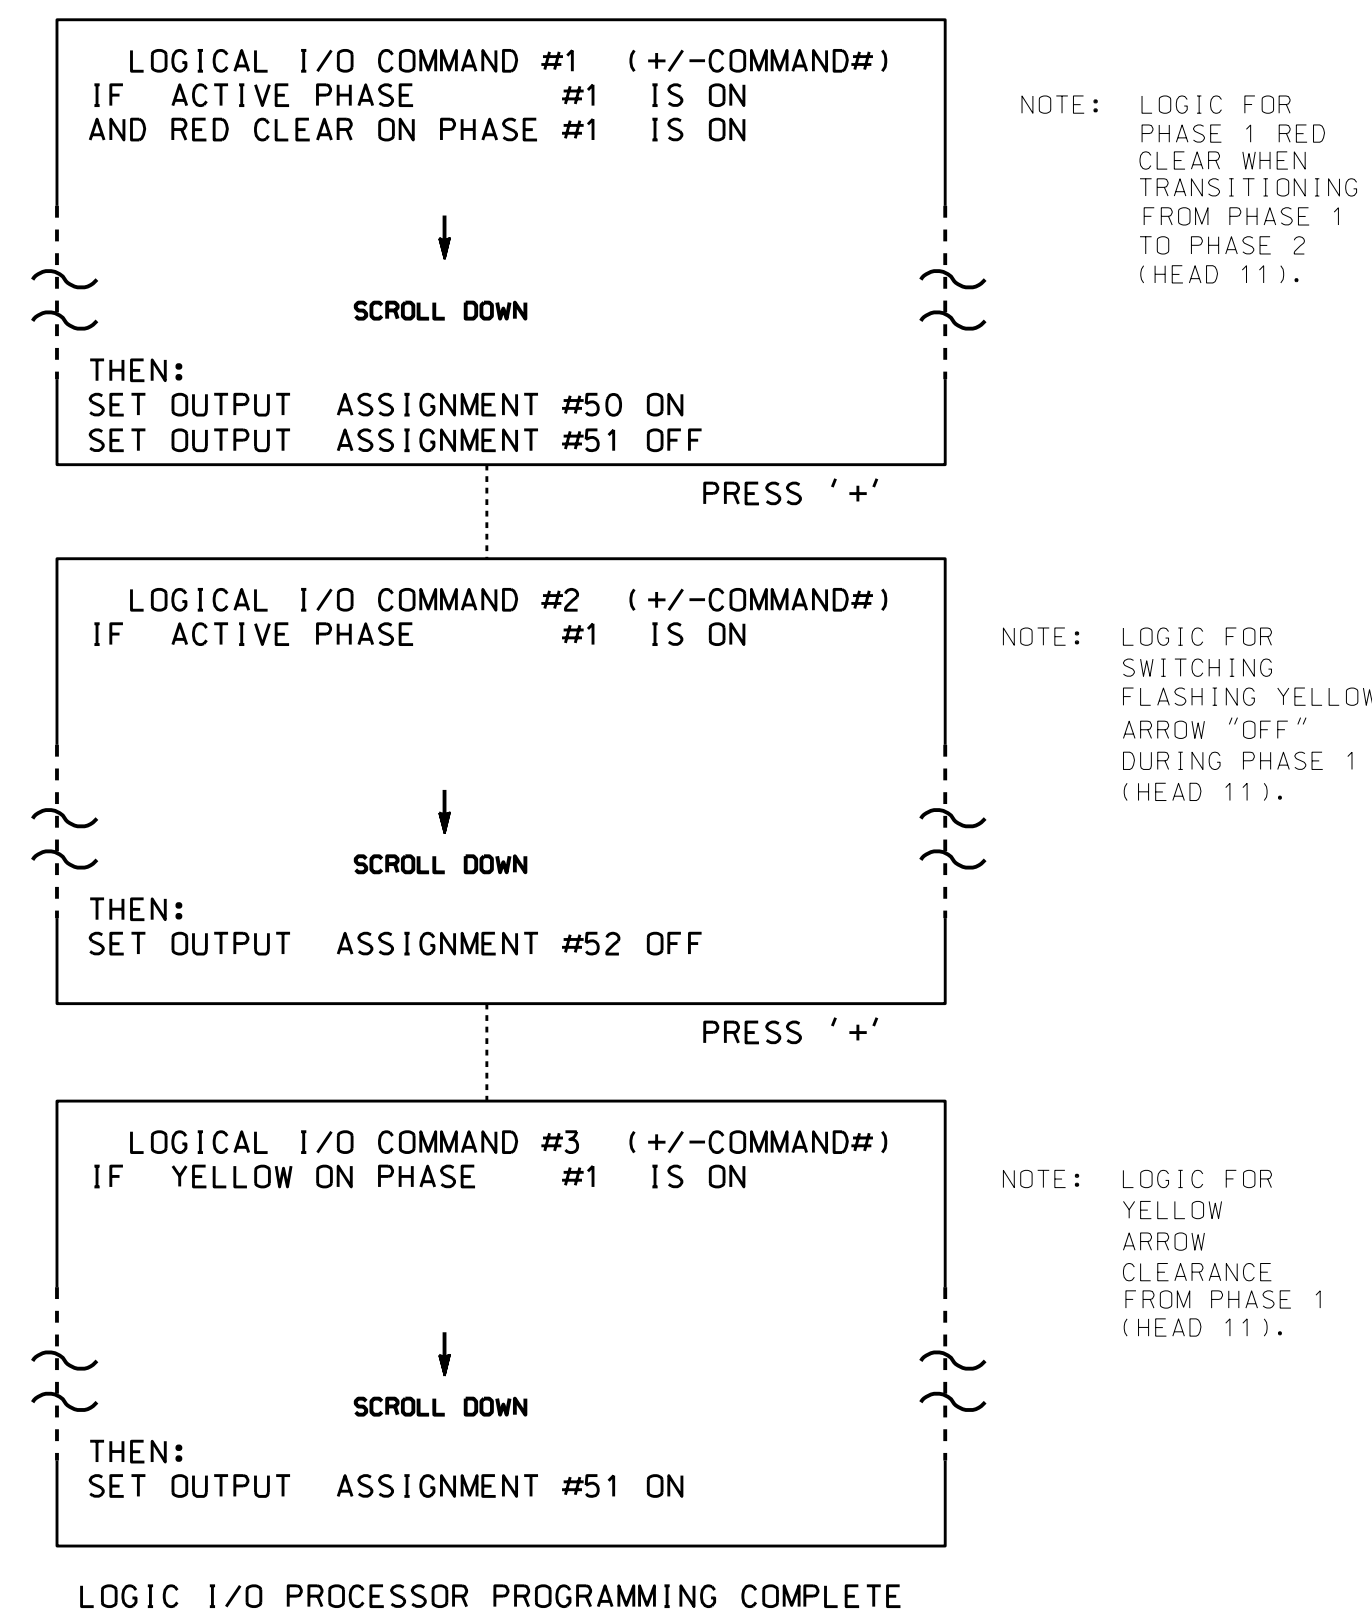 LOGICAL I/O COMMAND #1 (+/-COMMAND#)
IF ACTIVE PHASE #1 IS ON
AND RED CLEAR ON PHASE #1 IS ON
SCROLL DOWN
THEN:
SET OUTPUT ASSIGNMENT #50 ON
SET OUTPUT ASSIGNMENT #51 OFF
NOTE: LOGIC FOR
PHASE 1 RED
CLEAR WHEN
TRANSITIONING
FROM PHASE 1
TO PHASE 2
(HEAD 11).
PRESS '+'
LOGICAL I/O COMMAND #2 (+/-COMMAND#)
IF ACTIVE PHASE #1 IS ON
SCROLL DOWN
THEN:
SET OUTPUT ASSIGNMENT #52 OFF
NOTE: LOGIC FOR
SWITCHING
FLASHING YELLOW
ARROW "OFF"
DURING PHASE 1
(HEAD 11).
PRESS '+'
LOGICAL I/O COMMAND #3 (+/-COMMAND#)
IF YELLOW ON PHASE #1 IS ON
SCROLL DOWN
THEN:
SET OUTPUT ASSIGNMENT #51 ON
NOTE: LOGIC FOR
YELLOW
ARROW
CLEARANCE
FROM PHASE 1
(HEAD 11).
LOGIC I/O PROCESSOR PROGRAMMING COMPLETE